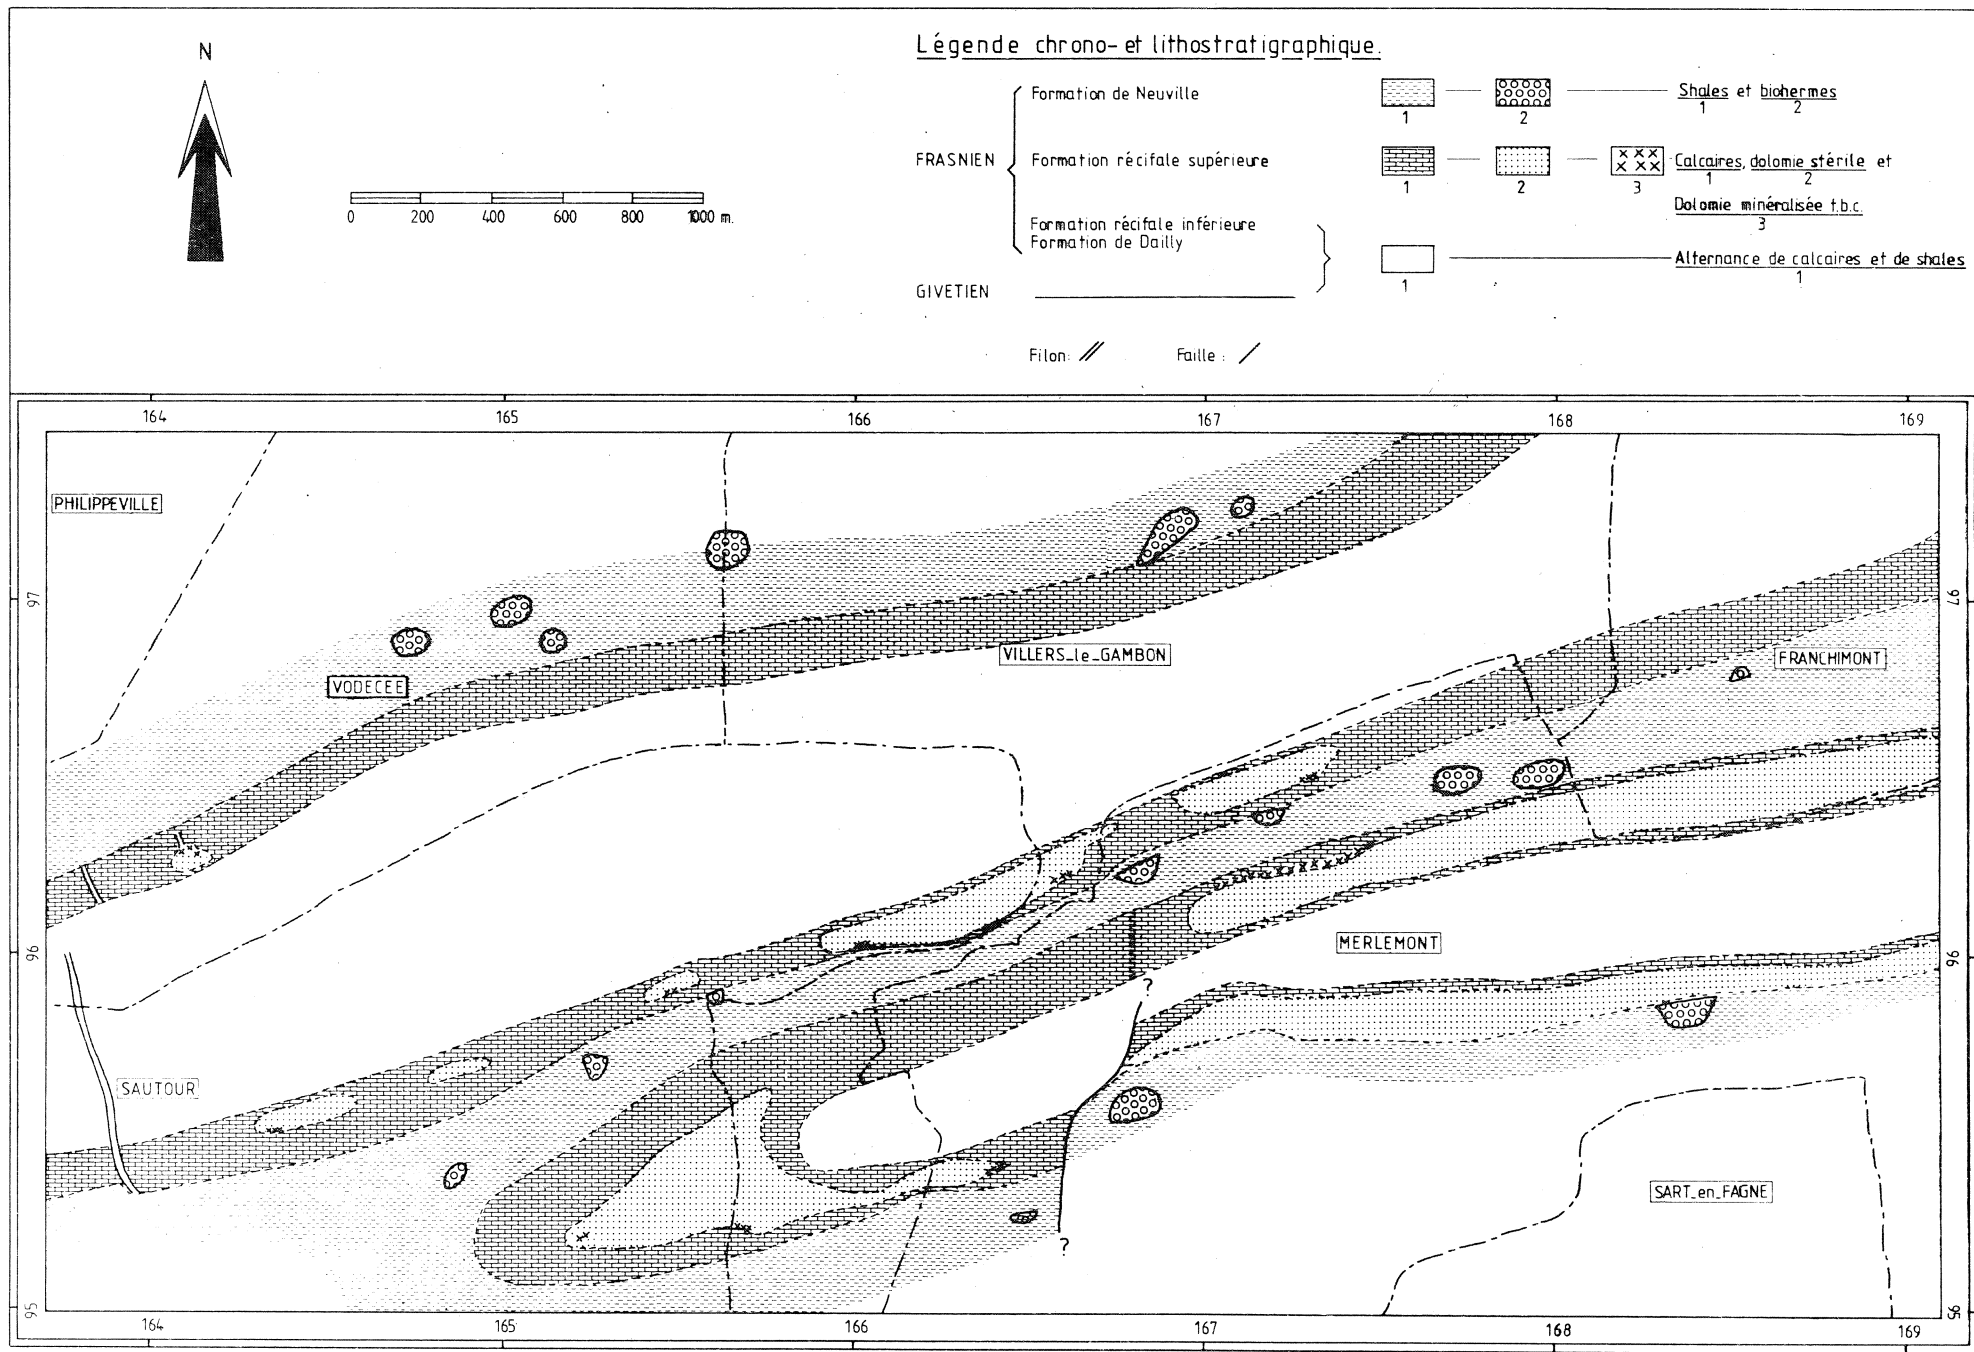 Légende chrono- et lithostratigraphique.
N
Formation de Neuville
Shales et biohermes
1 2
1 2
FRASNIEN
Formation récifale supérieure
Calcaires, dolomie stérile et
1 2
1 2 3
Dolomie minéralisée t.b.c.
3
0 200 400 600 800 1000 m.
Formation récifale inférieure
Formation de Dailly
Alternance de calcaires et de shales
1
1
GIVETIEN
Filon:
Faille :
164 165 166 167 168 169
PHILIPPEVILLE
97
97
VILLERS_le_GAMBON
FRANCHIMONT
VODECEE
96
MERLEMONT
96
?
SAUTOUR
SART_en_FAGNE
?
95
95
164 165 166 167 168 169